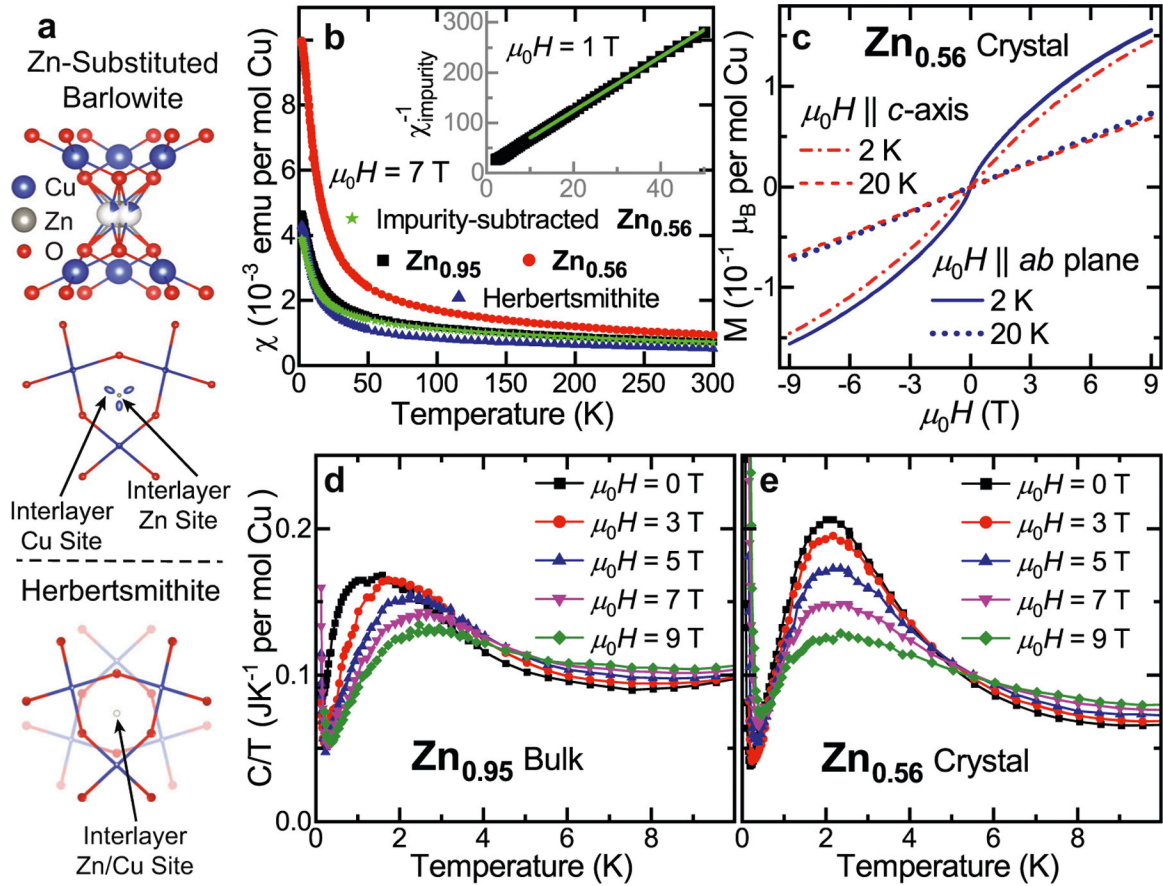 a
Zn-Substituted
Barlowite
Cu
Zn
O
Interlayer
Cu Site
Interlayer
Zn Site
Herbertsmithite
Interlayer
Zn/Cu Site
b
χ (10⁻³ emu per mol Cu)
8
6
4
2
0
0 50 100 150 200 250 300
Temperature (K)
μ₀H = 7 T
Impurity-subtracted Zn₀.₅₆
Zn₀.₉₅ Zn₀.₅₆
Herbertsmithite
χ⁻¹impurity
300
200
100
0
0 20 40
μ₀H = 1 T
c
Zn₀.₅₆ Crystal
M (10⁻¹ μB per mol Cu)
1
0
-1
μ₀H || c-axis
2 K
20 K
μ₀H || ab plane
2 K
20 K
-9 -6 -3 0 3 6 9
μ₀H (T)
d
C/T (JK⁻¹ per mol Cu)
0.2
0.1
0.0
μ₀H = 0 T
μ₀H = 3 T
μ₀H = 5 T
μ₀H = 7 T
μ₀H = 9 T
Zn₀.₉₅ Bulk
0 2 4 6 8
Temperature (K)
e
μ₀H = 0 T
μ₀H = 3 T
μ₀H = 5 T
μ₀H = 7 T
μ₀H = 9 T
Zn₀.₅₆ Crystal
0 2 4 6 8
Temperature (K)